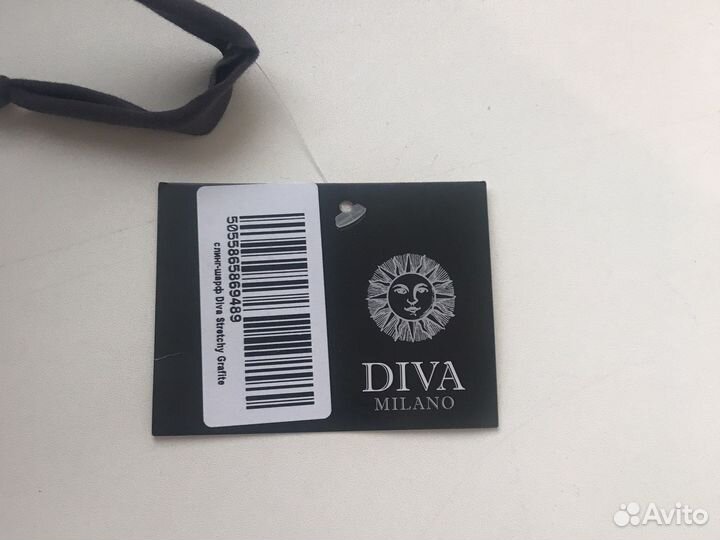 5055865869489
слинг-шарф Diva Stretchy Grafite
DIVA
MILANO
Avito